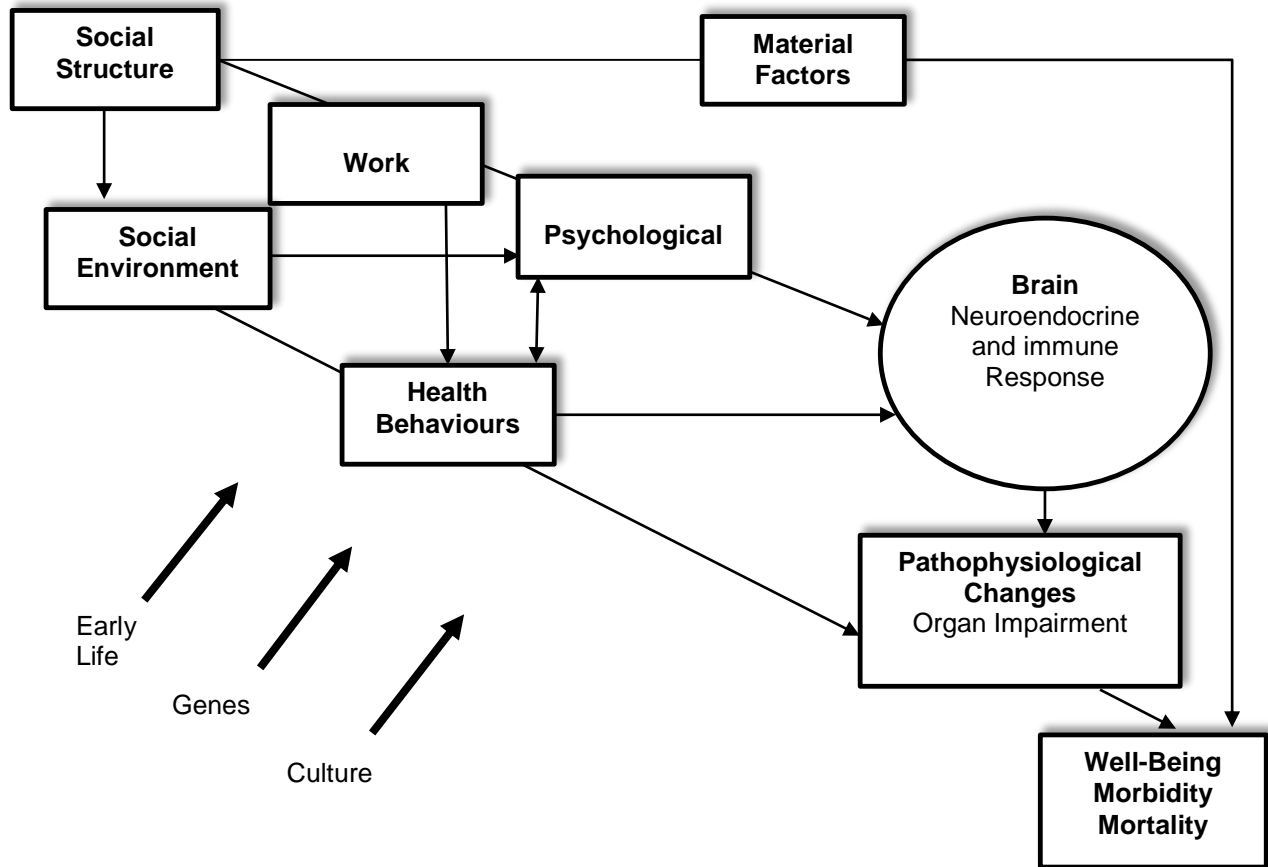 Social
Structure
Material
Factors
Work
Social
Environment
Psychological
Brain
Neuroendocrine
and immune
Response
Health
Behaviours
Pathophysiological
Changes
Organ Impairment
Early
Life
Genes
Culture
Well-Being
Morbidity
Mortality